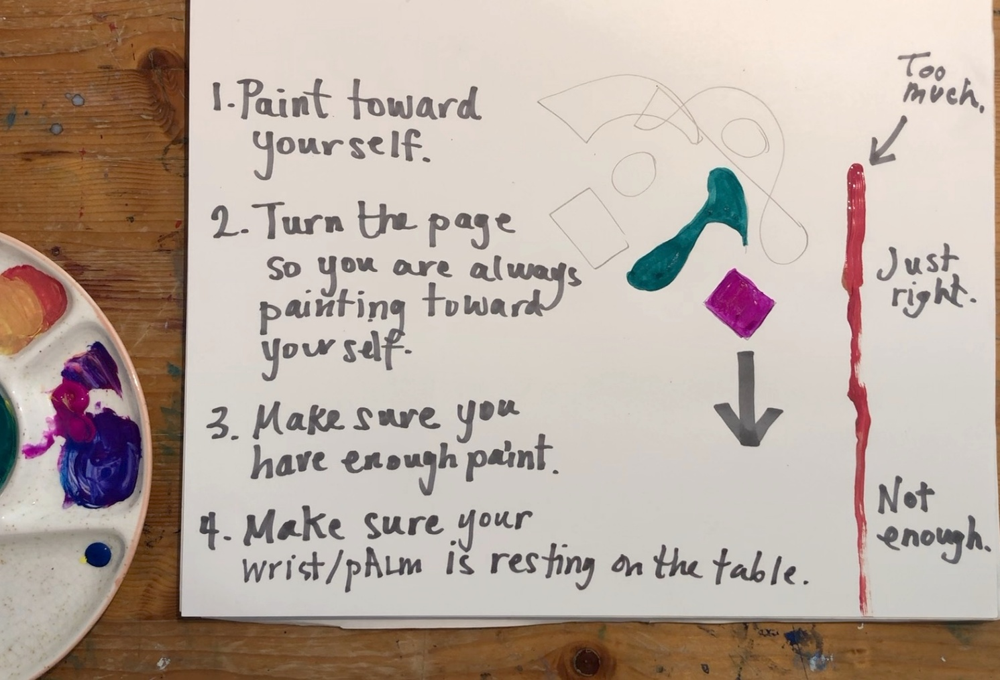 1. Paint toward
yourself.
2. Turn the page
so you are always
painting toward
yourself.
3. Make sure you
have enough paint.
4. Make sure your
wrist/pALm is resting on the table.
Too
much.
Just
right.
Not
enough.